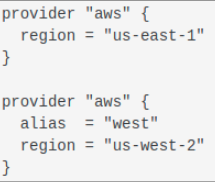 provider "aws" {
  region = "us-east-1"
}

provider "aws" {
  alias  = "west"
  region = "us-west-2"
}